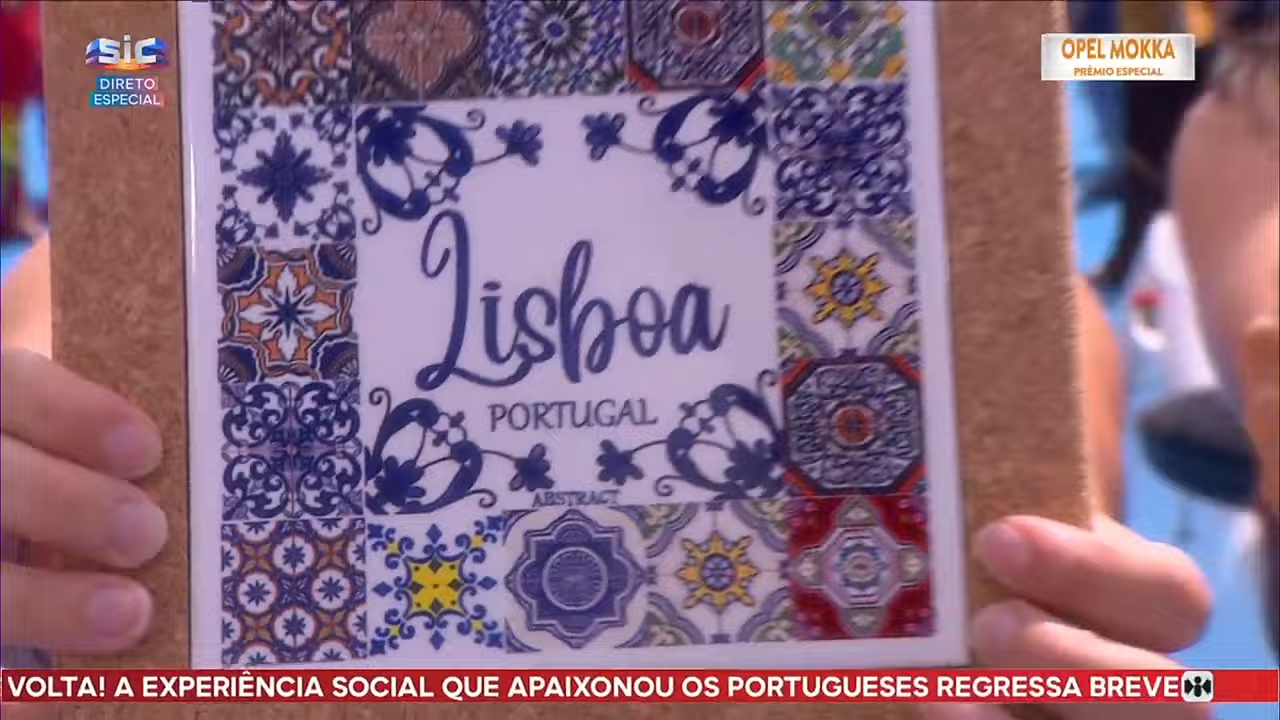 SIC
DIRETO
ESPECIAL
OPEL MOKKA
PRÉMIO ESPECIAL
Lisboa
PORTUGAL
ABSTRACT
VOLTA! A EXPERIÊNCIA SOCIAL QUE APAIXONOU OS PORTUGUESES REGRESSA BREVE